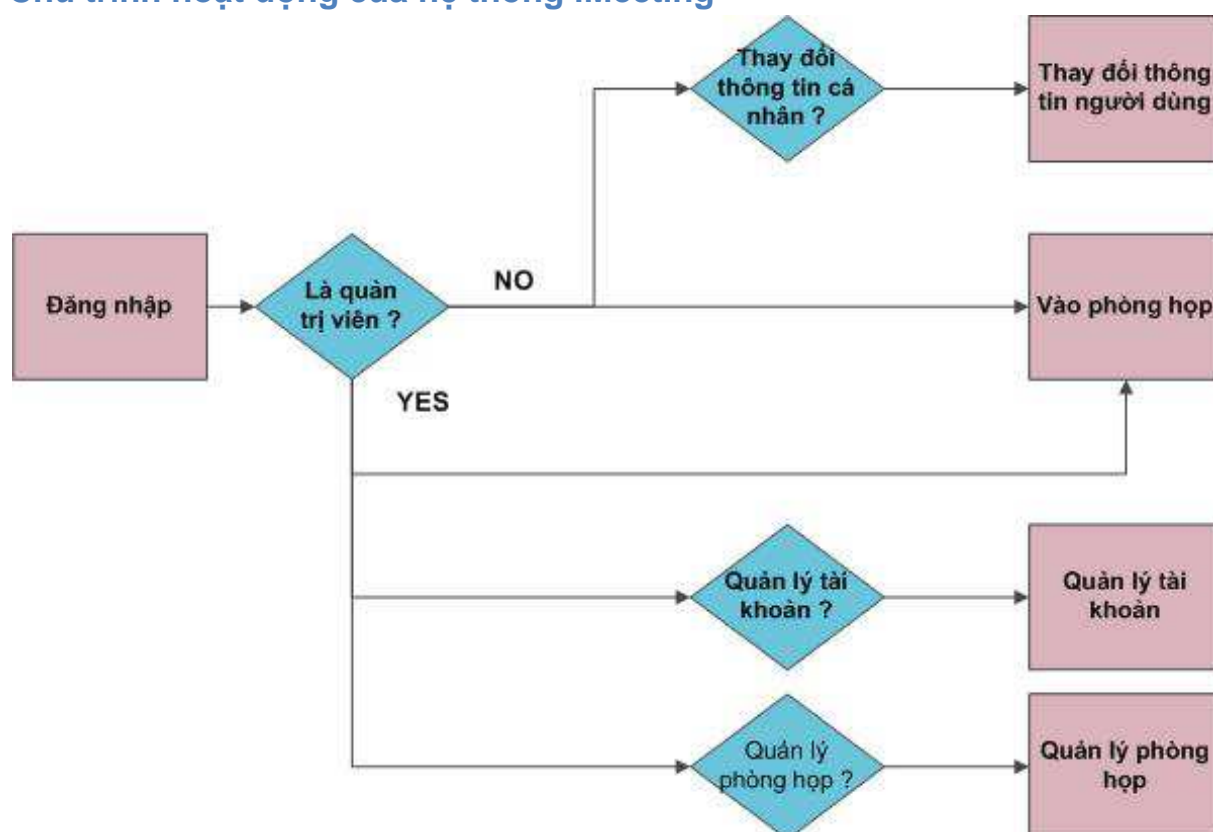 Thay đổi
thông tin cá
nhân ?
Thay đổi thông
tin người dùng
Đăng nhập
Là quản
trị viên ?
NO
Vào phòng họp
YES
Quản lý tài
khoản ?
Quản lý tài
khoản
Quản lý
phòng họp ?
Quản lý phòng
họp